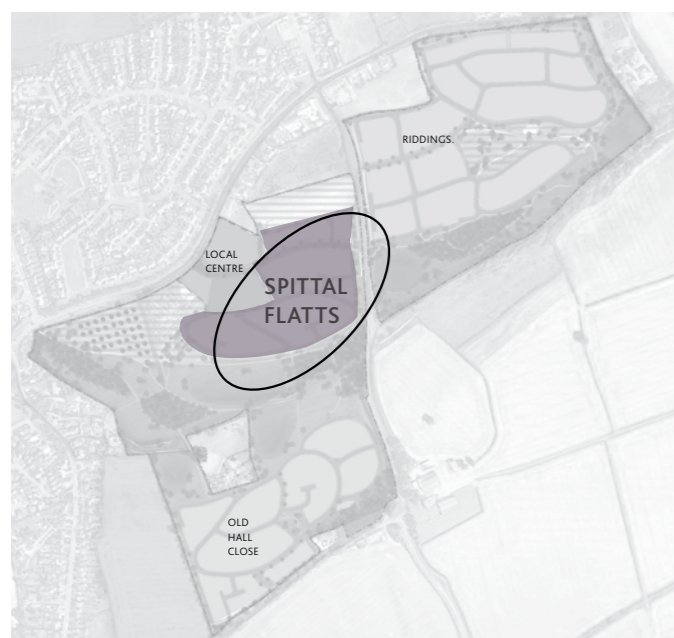 RIDDINGS.
LOCAL
CENTRE
SPITTAL
FLATTS
OLD
HALL
CLOSE